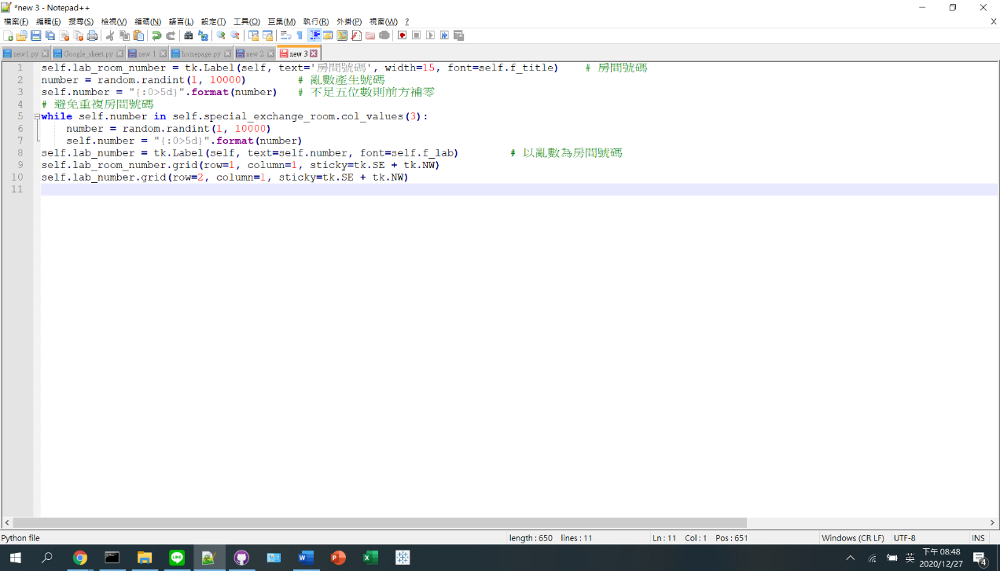 *new 3 - Notepad++
檔案(F) 編輯(E) 搜尋(S) 檢視(V) 編碼(N) 語言(L) 設定(T) 工具(O) 巨集(M) 執行(R) 外掛(P) 視窗(W) ? X
new1.py Google_sheet.py new 1 homepage.py new 2 new 3
1 self.lab_room_number = tk.Label(self, text='房間號碼', width=15, font=self.f_title) # 房間號碼
2 number = random.randint(1, 10000) # 亂數產生號碼
3 self.number = "{:0>5d}".format(number) # 不足五位數則前方補零
4 # 避免重複房間號碼
5 while self.number in self.special_exchange_room.col_values(3):
6 number = random.randint(1, 10000)
7 self.number = "{:0>5d}".format(number)
8 self.lab_number = tk.Label(self, text=self.number, font=self.f_lab) # 以亂數為房間號碼
9 self.lab_room_number.grid(row=1, column=1, sticky=tk.SE + tk.NW)
10 self.lab_number.grid(row=2, column=1, sticky=tk.SE + tk.NW)
11
Python file length : 650 lines : 11 Ln : 11 Col : 1 Pos : 651 Windows (CR LF) UTF-8 INS
英 下午 08:48
2020/12/27 4